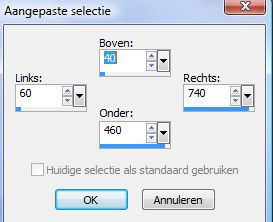 Aangepaste selectie
Boven:
40
Links:
60
Rechts:
740
Onder:
460
Huidige selectie als standaard gebruiken
OK
Annuleren